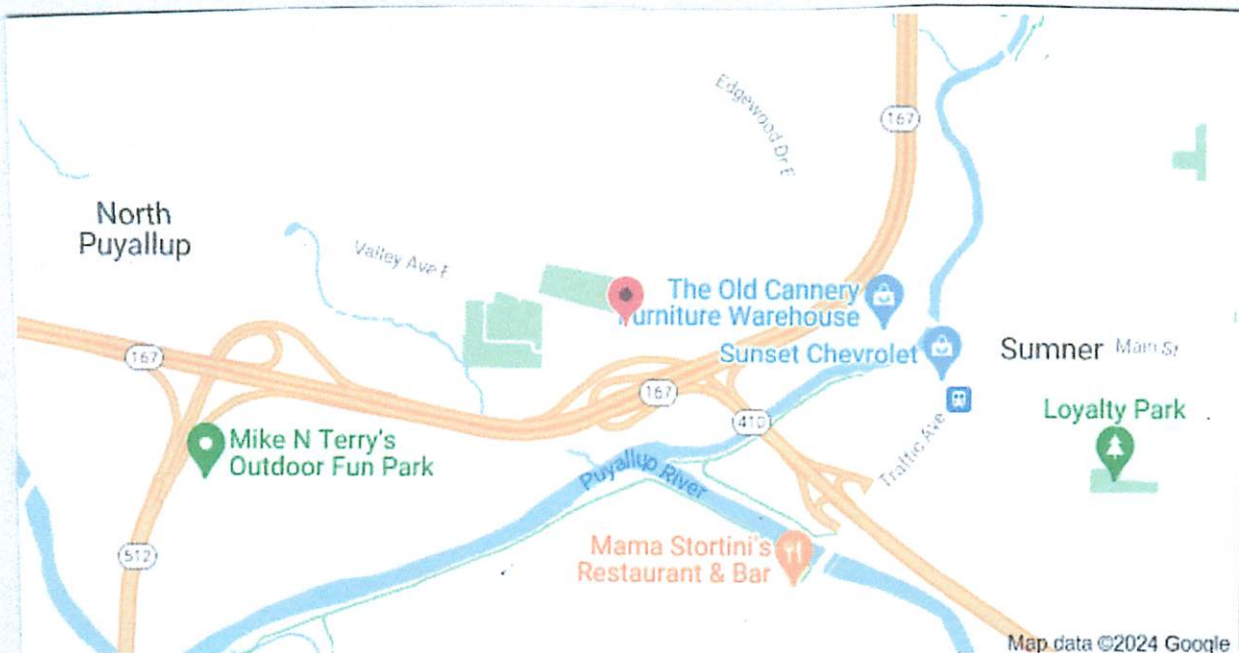 Edgewood Dr E
167
North
Puyallup
Valley Ave E
The Old Cannery
Furniture Warehouse
Sunset Chevrolet
Sumner
Main St
167
167
410
Loyalty Park
Mike N Terry's
Outdoor Fun Park
Traffic Ave
Puyallup River
512
Mama Stortini's
Restaurant & Bar
Map data ©2024 Google